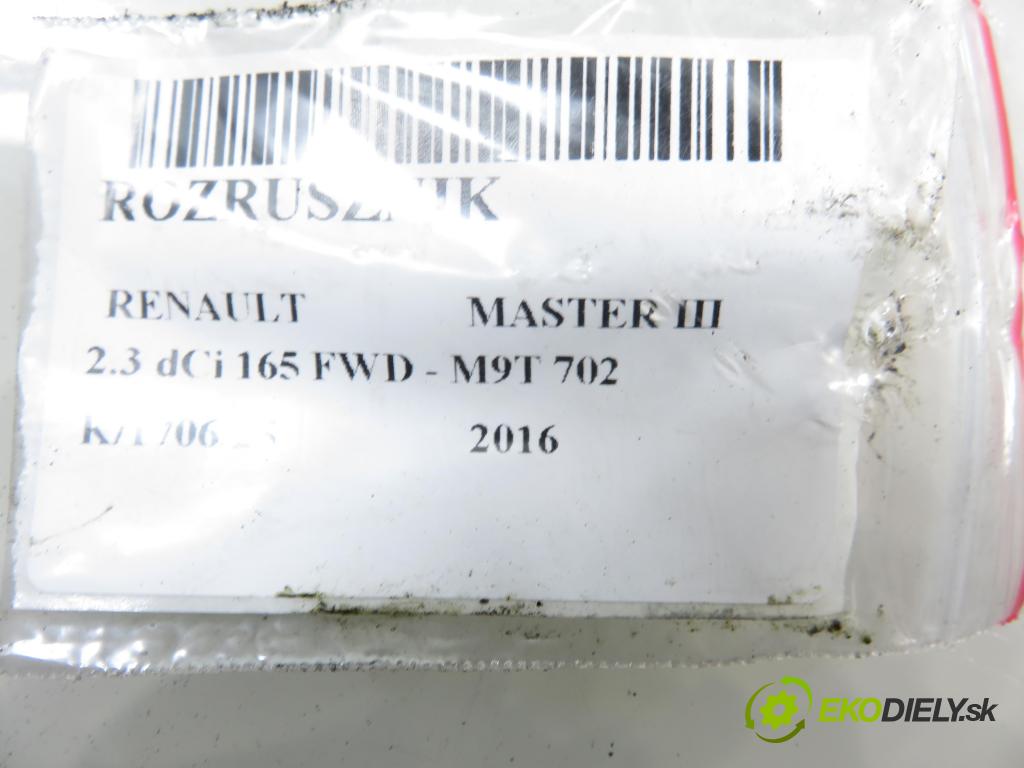 ROZRUSZNIK
RENAULT MASTER III
2.3 dCi 165 FWD - M9T 702
2016
EKODIELY.sk